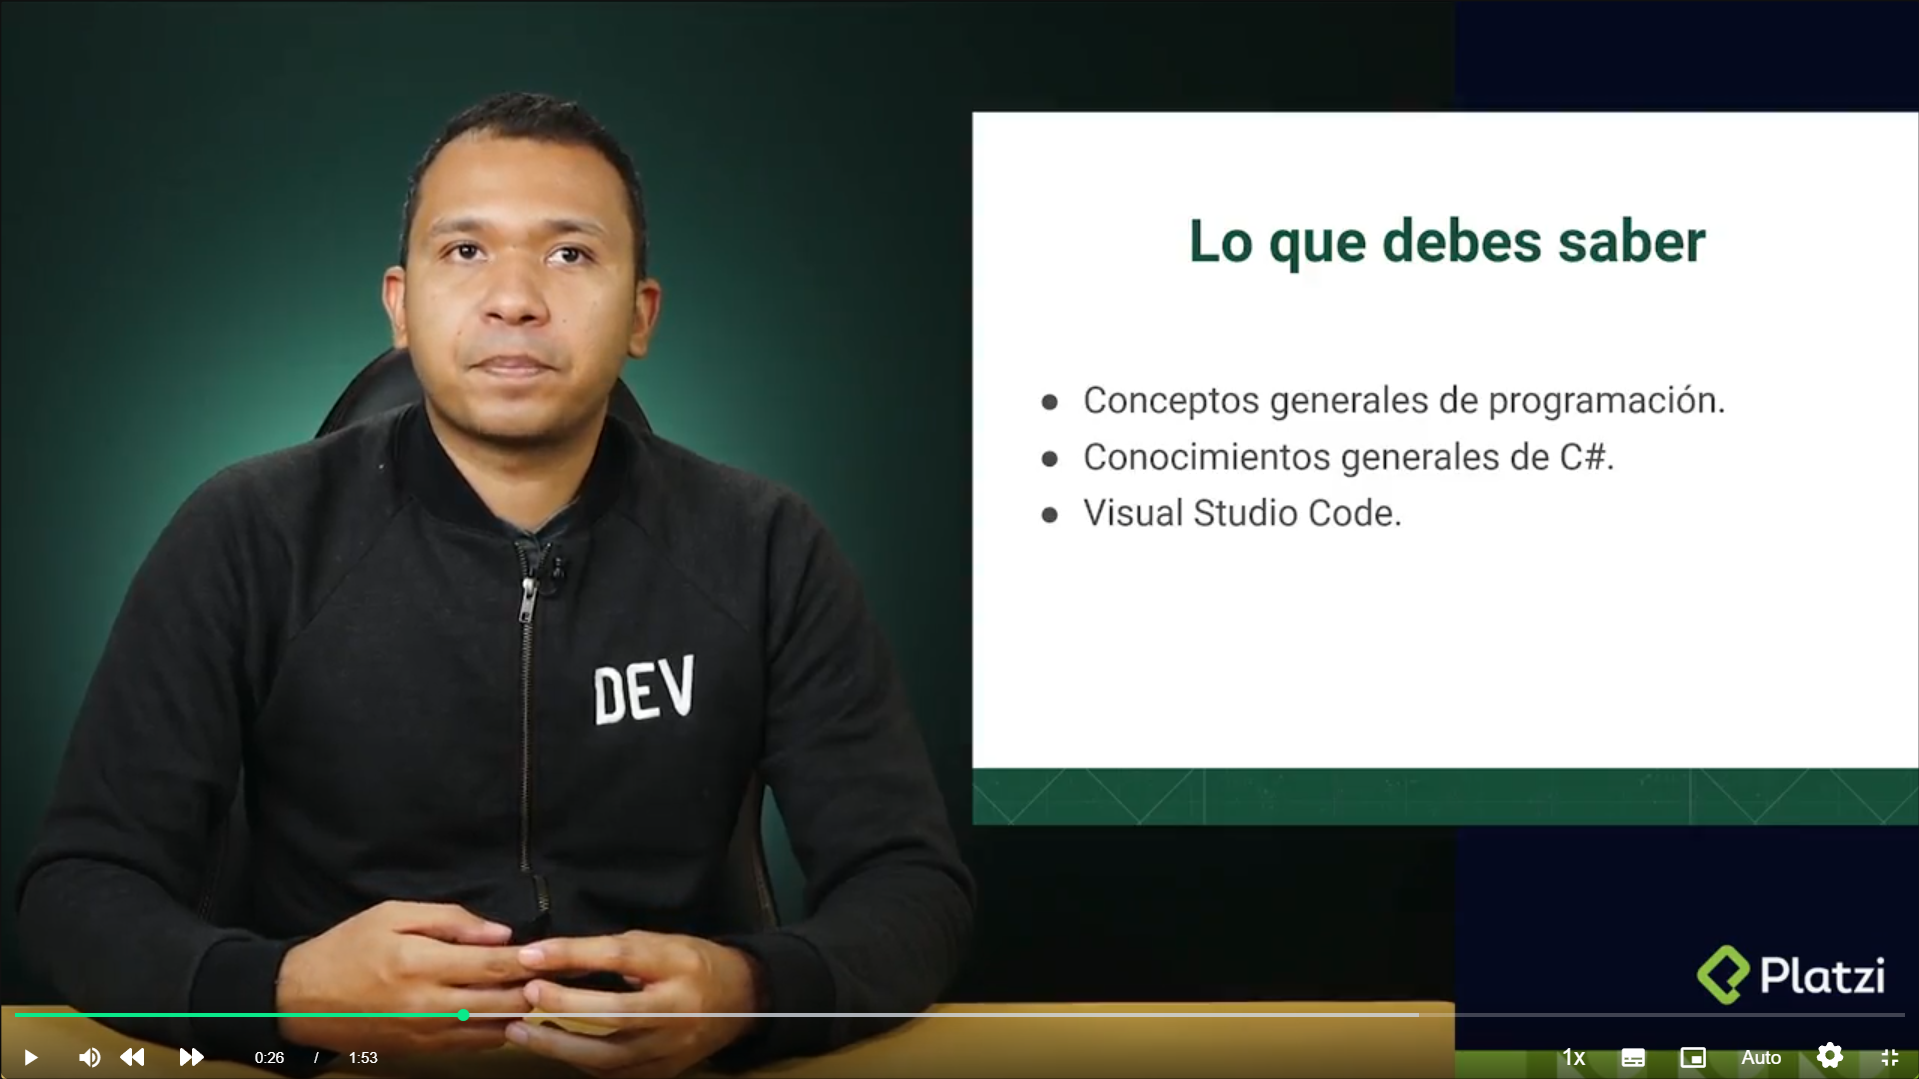 Lo que debes saber
● Conceptos generales de programación.
● Conocimientos generales de C#.
● Visual Studio Code.
DEV
Platzi
0:26 / 1:53
1x
Auto